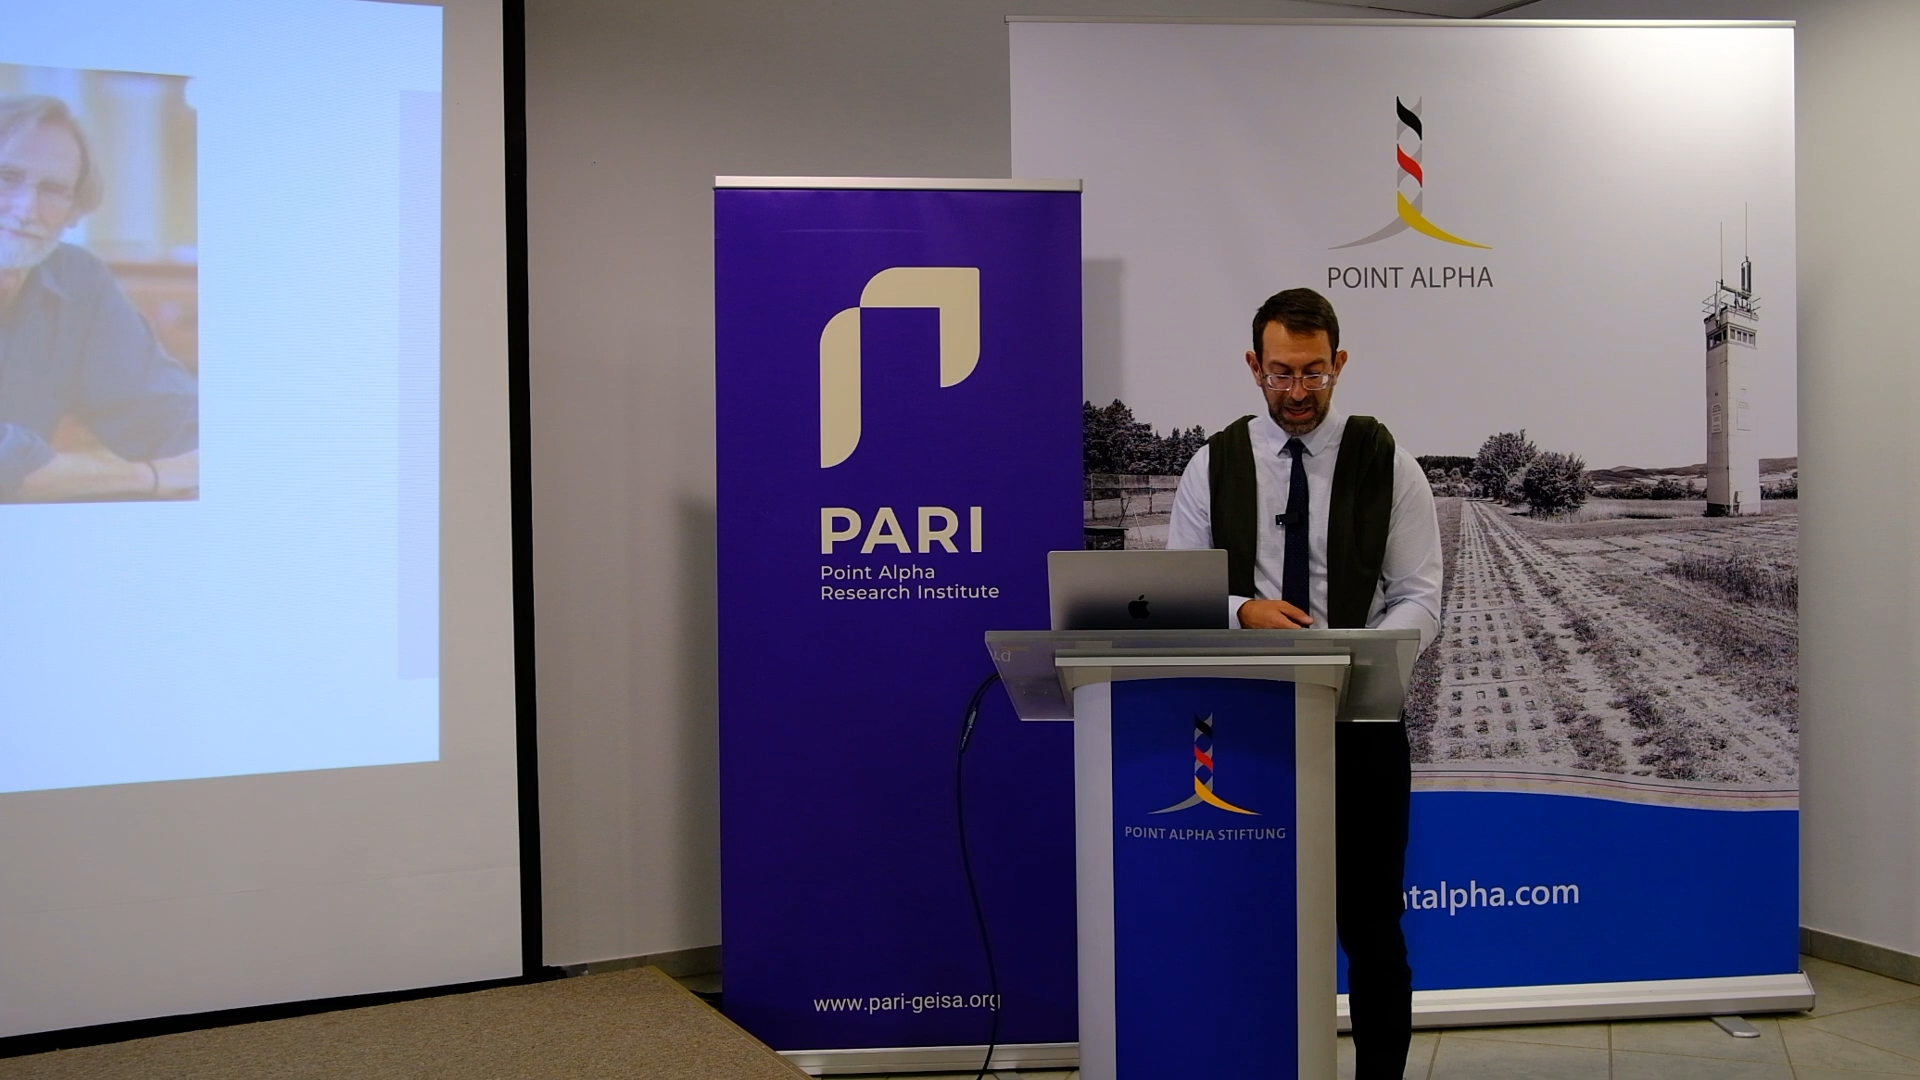 POINT ALPHA
PARI
Point Alpha
Research Institute
www.pari-geisa.org
POINT ALPHA STIFTUNG
ntalpha.com